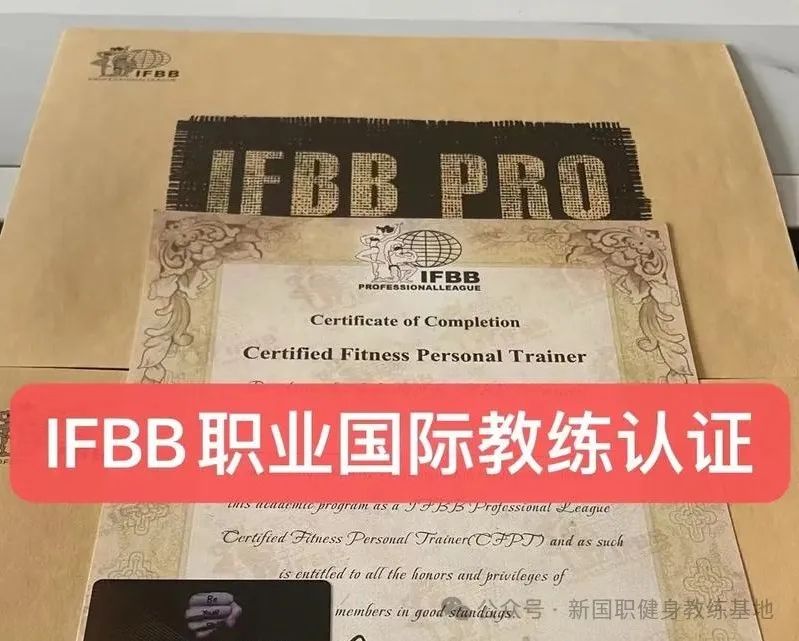 IFBB
IFBB PRO
IFBB
PROFESSIONALLEAGUE
Certificate of Completion
Certified Fitness Personal Trainer
IFBB职业国际教练认证
this academic program as a IFBB Professional League
Certified Fitness Personal Trainer(CFPT) and as such
is entitled to all the honors and privileges of
members in good standings.
公众号 · 新国职健身教练基地